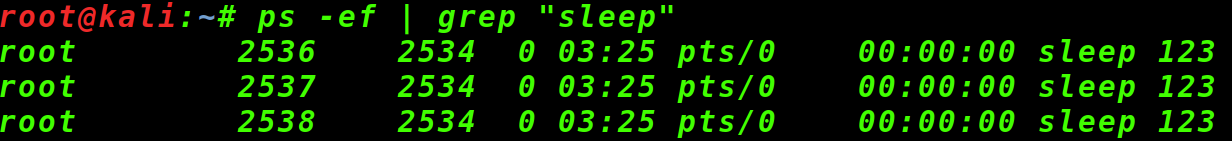 root@kali:~# ps -ef | grep "sleep"
root        2536    2534  0 03:25 pts/0    00:00:00 sleep 123
root        2537    2534  0 03:25 pts/0    00:00:00 sleep 123
root        2538    2534  0 03:25 pts/0    00:00:00 sleep 123